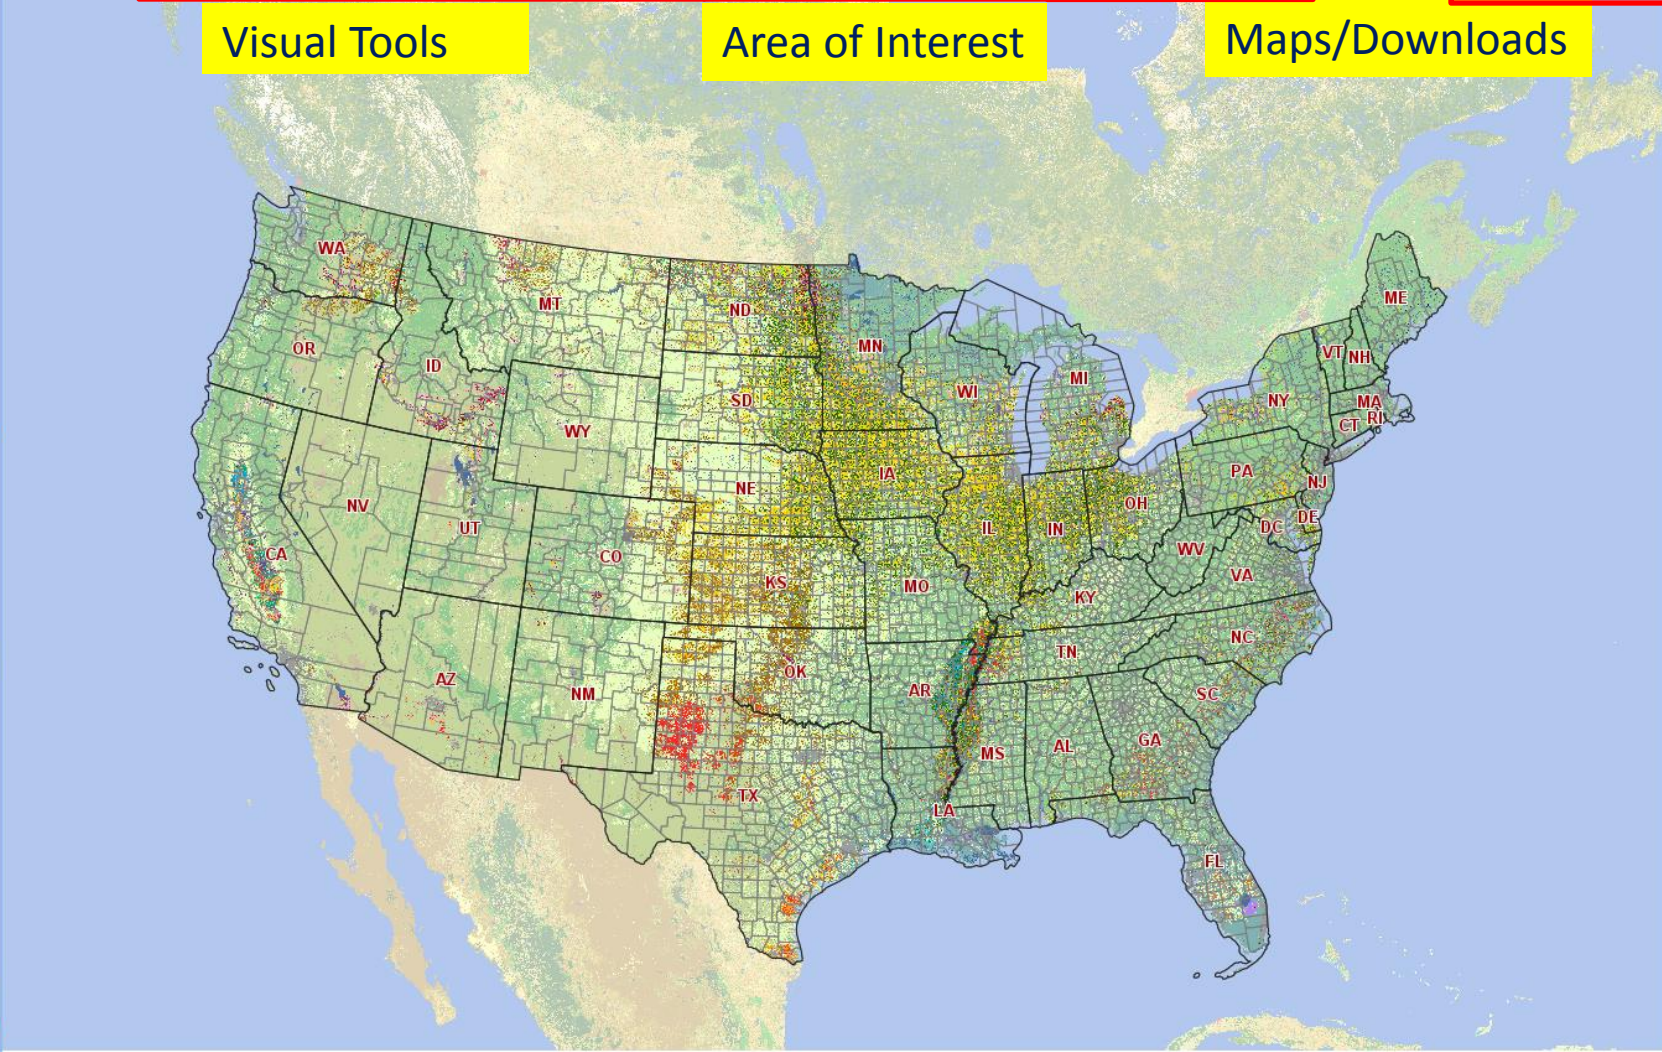 Visual Tools
Area of Interest
Maps/Downloads
WA
MT
ND
MN
ME
OR
ID
SD
WI
MI
VT
NH
NY
MA
CT
RI
WY
NE
IA
PA
NJ
NV
UT
CO
IL
IN
OH
DE
DC
CA
KS
MO
WV
VA
KY
NC
TN
AZ
NM
OK
AR
SC
TX
MS
AL
GA
LA
FL